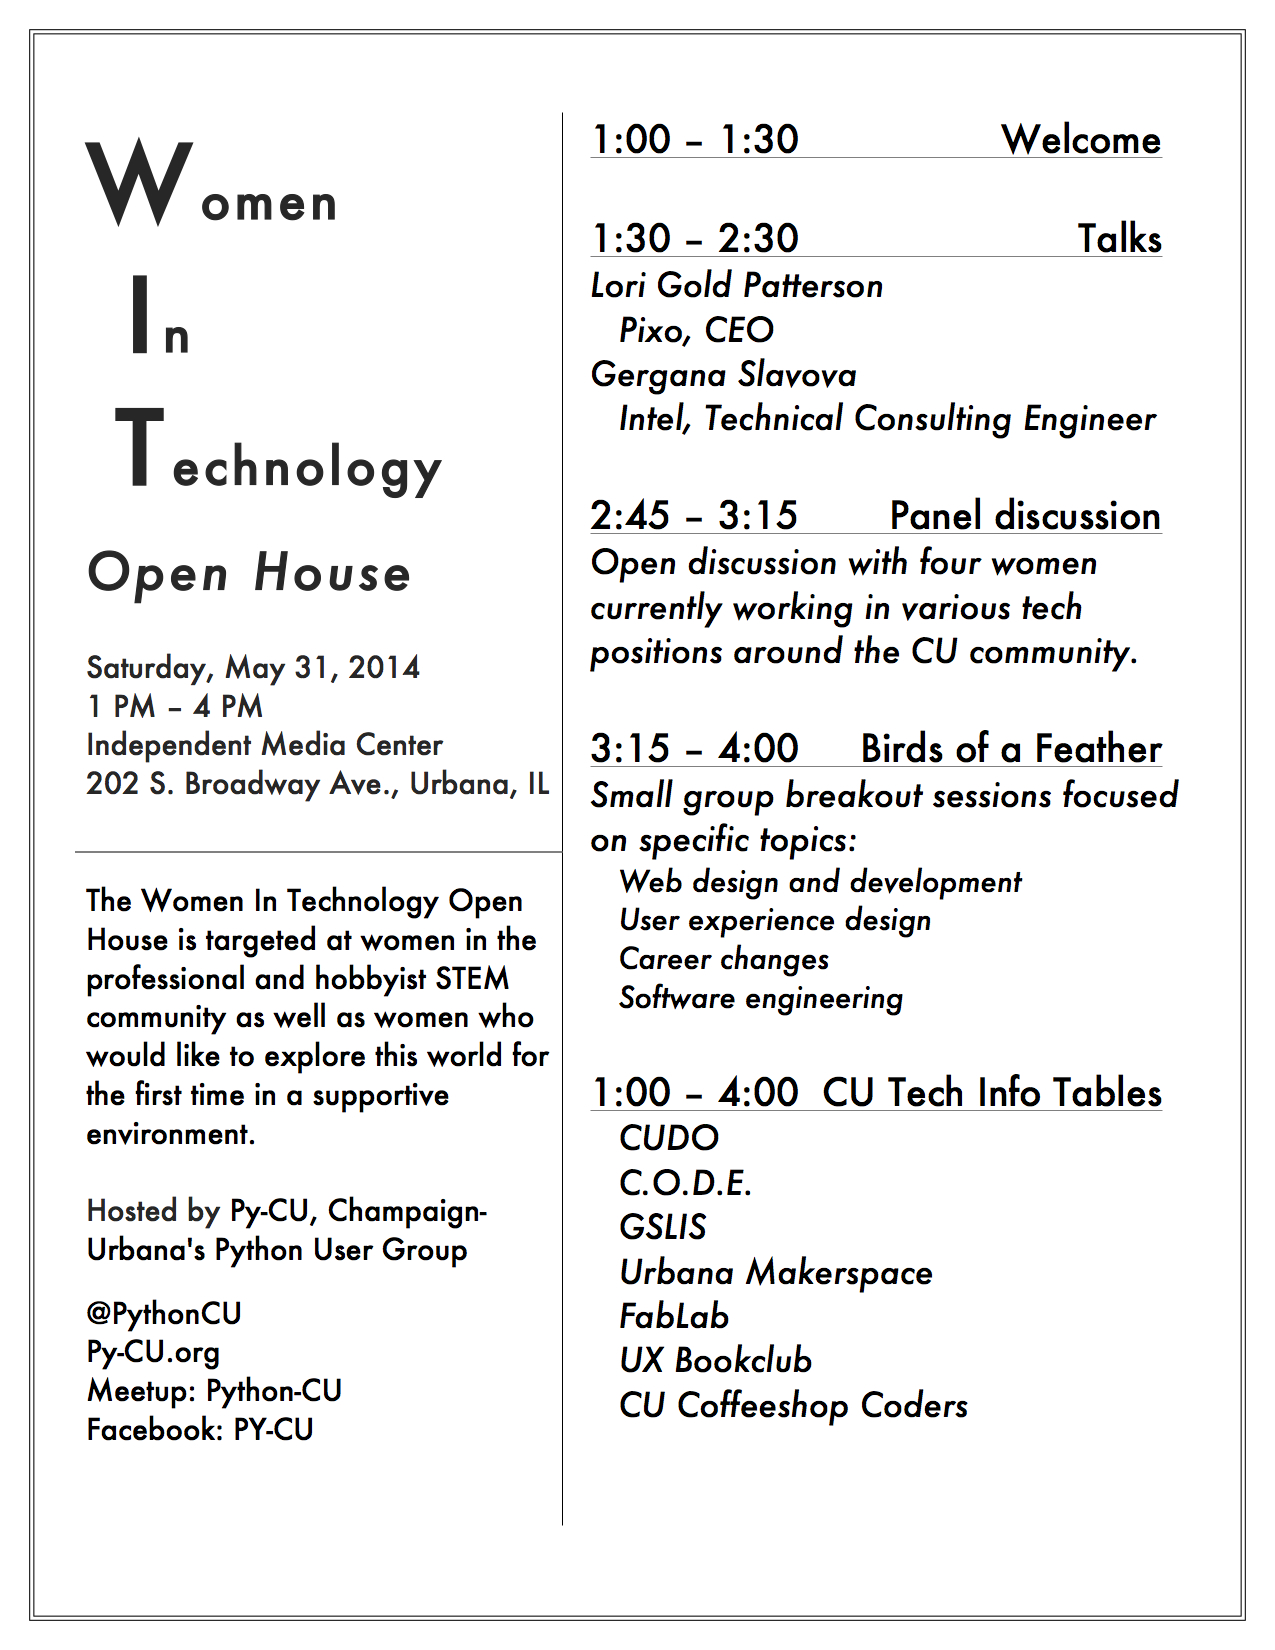 Women
In
Technology
Open House
Saturday, May 31, 2014
1 PM – 4 PM
Independent Media Center
202 S. Broadway Ave., Urbana, IL
The Women In Technology Open
House is targeted at women in the
professional and hobbyist STEM
community as well as women who
would like to explore this world for
the first time in a supportive
environment.
Hosted by Py-CU, Champaign-
Urbana's Python User Group
@PythonCU
Py-CU.org
Meetup: Python-CU
Facebook: PY-CU
1:00 – 1:30 Welcome
1:30 – 2:30 Talks
Lori Gold Patterson
Pixo, CEO
Gergana Slavova
Intel, Technical Consulting Engineer
2:45 – 3:15 Panel discussion
Open discussion with four women
currently working in various tech
positions around the CU community.
3:15 – 4:00 Birds of a Feather
Small group breakout sessions focused
on specific topics:
Web design and development
User experience design
Career changes
Software engineering
1:00 – 4:00 CU Tech Info Tables
CUDO
C.O.D.E.
GSLIS
Urbana Makerspace
FabLab
UX Bookclub
CU Coffeeshop Coders